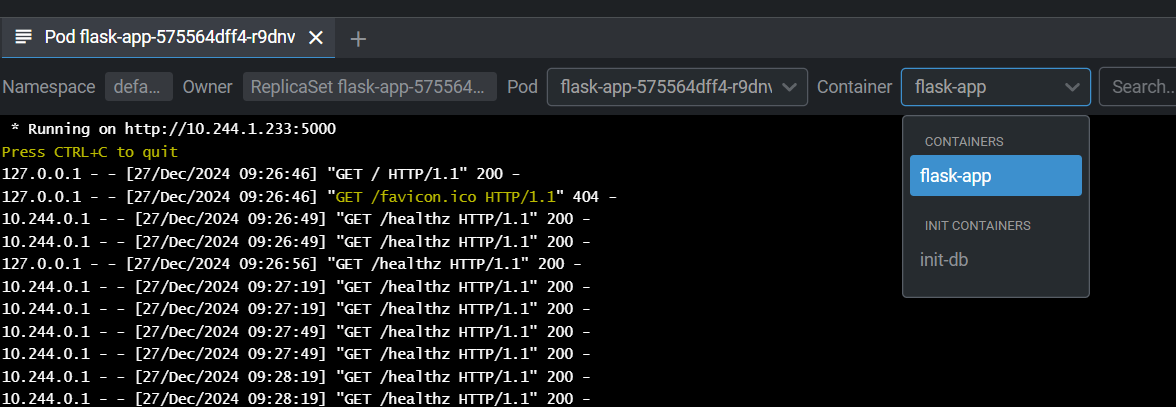 Pod flask-app-575564dff4-r9dnv
Namespace defa... Owner ReplicaSet flask-app-575564... Pod flask-app-575564dff4-r9dnv Container flask-app Search...
* Running on http://10.244.1.233:5000
Press CTRL+C to quit
127.0.0.1 - - [27/Dec/2024 09:26:46] "GET / HTTP/1.1" 200 -
127.0.0.1 - - [27/Dec/2024 09:26:46] "GET /favicon.ico HTTP/1.1" 404 -
10.244.0.1 - - [27/Dec/2024 09:26:49] "GET /healthz HTTP/1.1" 200 -
10.244.0.1 - - [27/Dec/2024 09:26:49] "GET /healthz HTTP/1.1" 200 -
127.0.0.1 - - [27/Dec/2024 09:26:56] "GET /healthz HTTP/1.1" 200 -
10.244.0.1 - - [27/Dec/2024 09:27:19] "GET /healthz HTTP/1.1" 200 -
10.244.0.1 - - [27/Dec/2024 09:27:19] "GET /healthz HTTP/1.1" 200 -
10.244.0.1 - - [27/Dec/2024 09:27:49] "GET /healthz HTTP/1.1" 200 -
10.244.0.1 - - [27/Dec/2024 09:27:49] "GET /healthz HTTP/1.1" 200 -
10.244.0.1 - - [27/Dec/2024 09:28:19] "GET /healthz HTTP/1.1" 200 -
10.244.0.1 - - [27/Dec/2024 09:28:19] "GET /healthz HTTP/1.1" 200 -
CONTAINERS
flask-app
INIT CONTAINERS
init-db